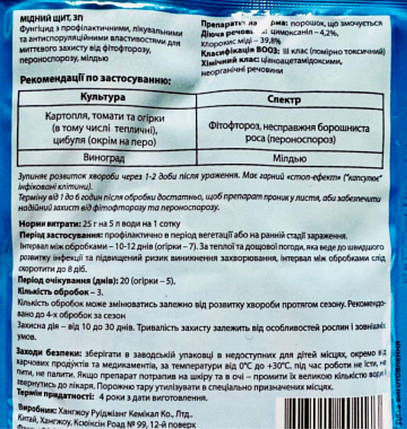 МІДНИЙ ЩИТ, ЗП
Фунгіцид з профілактичними, лікувальними
та антиспоруляційними властивостями для
миттєвого захисту від фітофторозу,
пероноспорозу, мілдью
рма: порошок, що змочується
Діюча цимоксаніл – 4,2%,
Хлорокис міді – 39,8%
Класифікація ВООЗ: III клас (помірно токсичний)
Хімічний клас: ціаноацетамідоксими,
неорганічні речовини
Рекомендації по застосуванню:
Культура
Спектр
Картопля, томати та огірки
(в тому числі тепличні),
цибуля (окрім на перо)
Фітофтороз, несправжня борошниста
роса (пероноспороз)
Виноград
Мілдью
Зупиняє розвиток хвороби через 1-2 доби після ураження. Має гарний «стоп-ефект» ("капсулює"
інфіковані клітини).
Терміну від 1 до 6 годин після обробки достатньо, щоб препарат проник у листя, аби забезпечити
надійний захист від фітофторозу та пероноспорозу.
Норми витрати: 25 г на 5 л води на 1 сотку
Період застосування: профілактично в період вегетації або на ранній стадії зараження.
Інтервал між обробками – 10-12 днів (огірки – 7). За теплої та дощової погоди, яка веде до швидшого
розвитку інфекції та підвищений ризик виникнення захворювання, інтервал між обробками слід
скоротити до 8 діб.
Період очікування (днів): 20 (огірки – 5).
Кількість обробок – 3.
Кількість обробок може змінюватись залежно від розвитку хвороби протягом сезону. Рекомендо-
вано до 4-х обробок за сезон
Захисна дія – від 10 до 30 днів. Тривалість захисту залежить від особливостей рослин і зовнішніх
умов.
Заходи безпеки: зберігати в заводській упаковці в недоступних для дітей місцях, окремо від
харчових продуктів та медикаментів, за температури від 0°С до +30°С. під час роботи не їсти, не
пити, не палити. Якщо препарат потрапив на шкіру та в очі – промити їх великою кількістю води і
звернутись до лікаря. Порожню тару утилізувати в спеціально призначених місцях.
Термін придатності: 4 роки з дати виготовлення.
Виробник: Хангжоу Руїджіанг Кемікал Ко., Лтд.,
Китай, Хангжоу, Ксюіксін Роад № 99, 12-й поверх
виготовлення